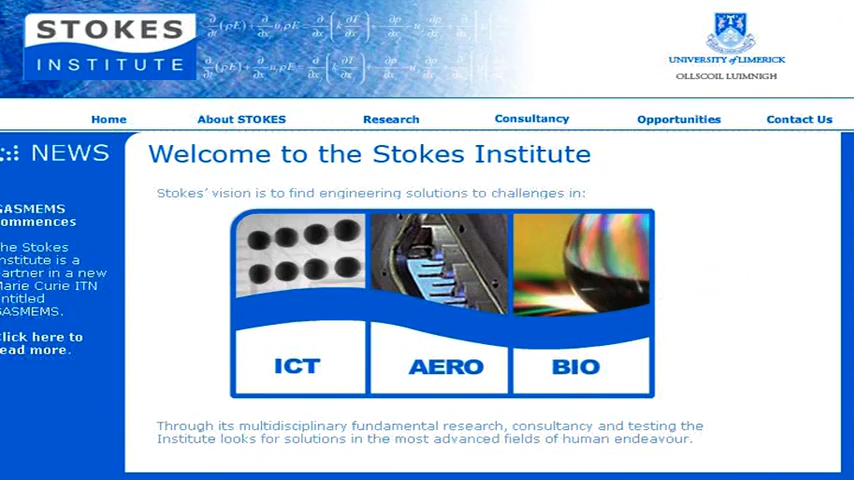 STOKES
INSTITUTE
UNIVERSITY of LIMERICK
OLLSCOIL LUIMNIGH
Home About STOKES Research Consultancy Opportunities Contact Us
NEWS
Welcome to the Stokes Institute
Stokes' vision is to find engineering solutions to challenges in:
GASMEMS
ommences
he Stokes
nstitute is a
artner in a new
Marie Curie ITN
ntitled
GASMEMS.
lick here to
ead more.
ICT AERO BIO
Through its multidisciplinary fundamental research, consultancy and testing the
Institute looks for solutions in the most advanced fields of human endeavour.